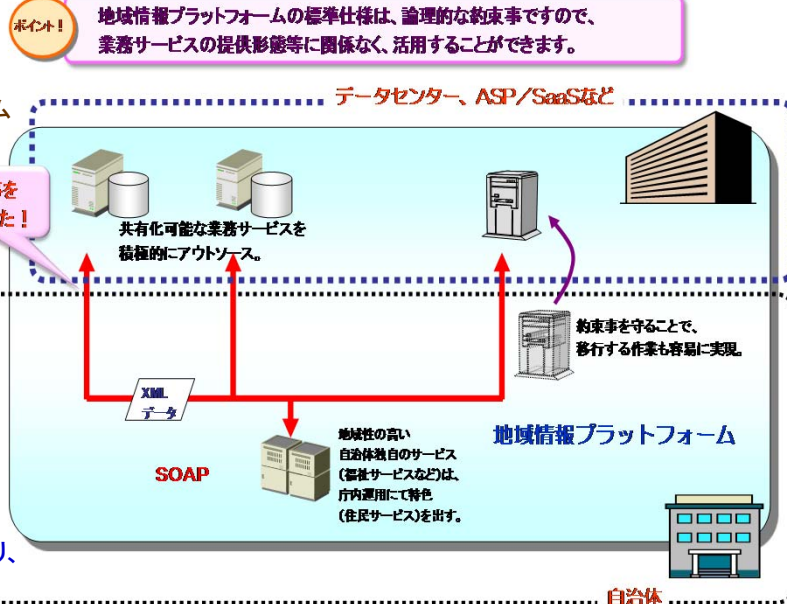 ポイント!
地域情報プラットフォームの標準仕様は、論理的な約束事ですので、
業務サービスの提供形態等に関係なく、活用することができます。
データセンター、ASP/SaaSなど
ム
を
た!
共有化可能な業務サービスを
積極的にアウトソース。
約束事を守ることで、
移行する作業も容易に実現。
XML
データ
地域情報プラットフォーム
SOAP
地域性の高い
自治体独自のサービス
(福祉サービスなど)は、
庁内運用にて特色
(住民サービス)を出す。
り、
自治体